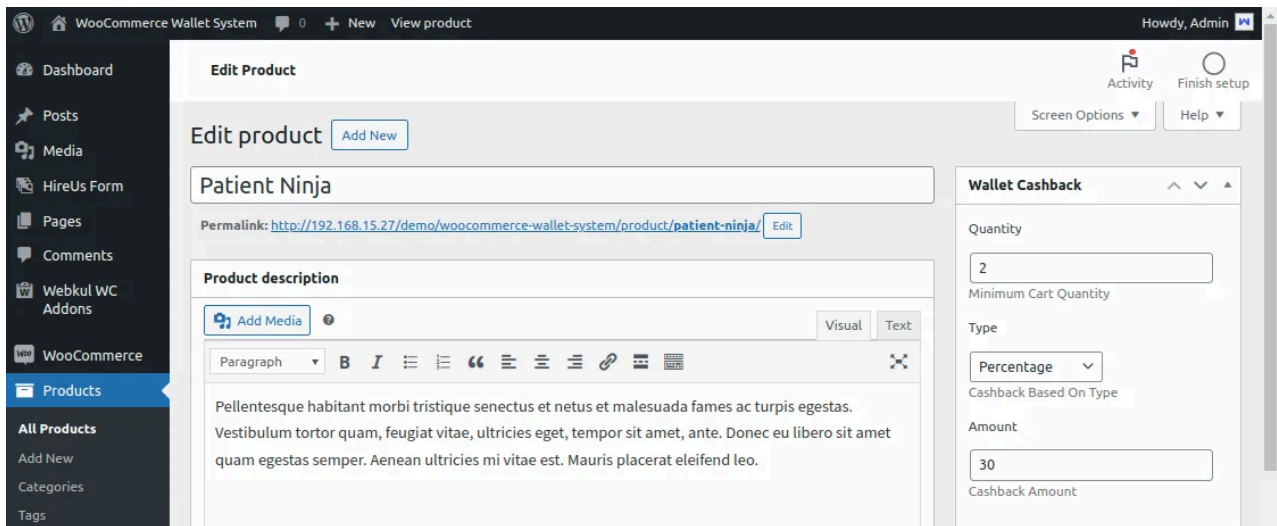 WooCommerce Wallet System 0 New View product Howdy, Admin
Dashboard
Posts
Media
HireUs Form
Pages
Comments
Webkul WC
Addons
WooCommerce
Products
All Products
Add New
Categories
Tags
Edit Product
Activity
Finish setup
Screen Options ▼
Help ▼
Edit product Add New
Patient Ninja
Permalink: http://192.168.15.27/demo/woocommerce-wallet-system/product/patient-ninja/ Edit
Product description
Add Media
Visual Text
Paragraph
Pellentesque habitant morbi tristique senectus et netus et malesuada fames ac turpis egestas.
Vestibulum tortor quam, feugiat vitae, ultricies eget, tempor sit amet, ante. Donec eu libero sit amet
quam egestas semper. Aenean ultricies mi vitae est. Mauris placerat eleifend leo.
Wallet Cashback
Quantity
2
Minimum Cart Quantity
Type
Percentage
Cashback Based On Type
Amount
30
Cashback Amount